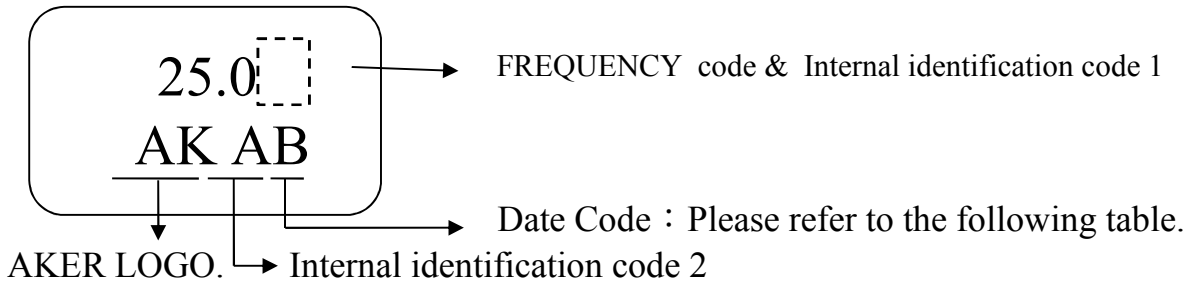 25.0
FREQUENCY code & Internal identification code 1
AK AB
Date Code：Please refer to the following table.
AKER LOGO.
Internal identification code 2